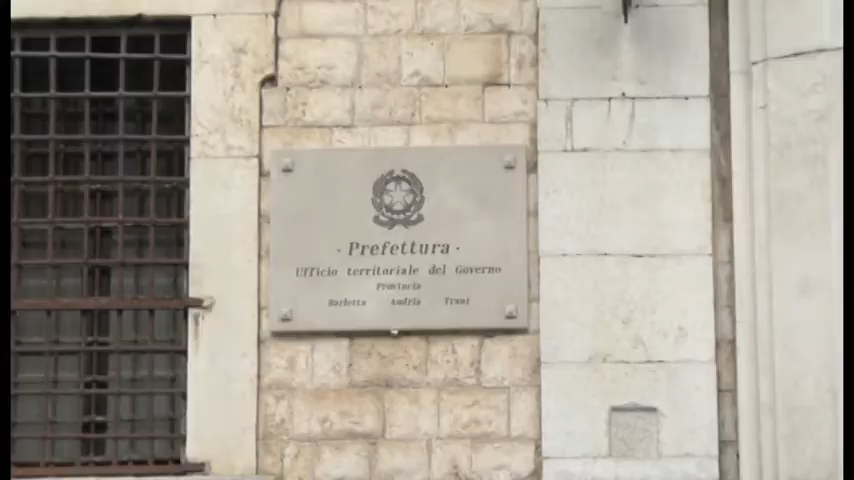 · Prefettura ·
Ufficio territoriale del Governo
Provincia
Barletta Andria Trani